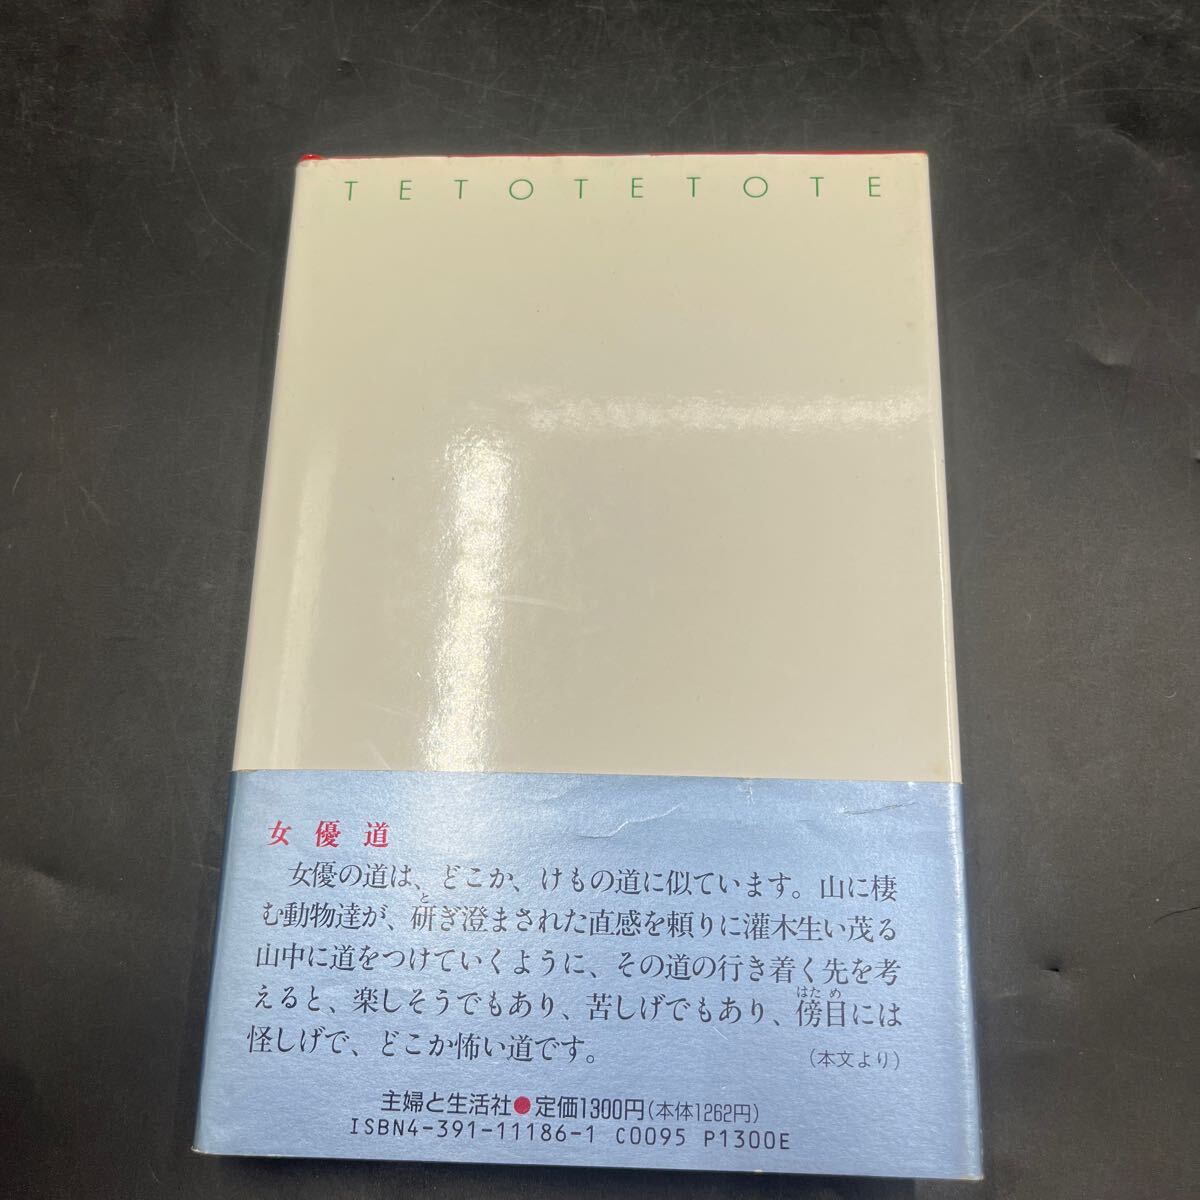 TETOTETOTE
女優道
女優の道は、どこか、けもの道に似ています。山に棲
む動物達が、研ぎ澄まされた直感を頼りに灌木生い茂る
山中に道をつけていくように、その道の行き着く先を考
えると、楽しそうでもあり、苦しげでもあり、傍目には
怪しげで、どこか怖い道です。
(本文より)
主婦と生活社●定価1300円(本体1262円)
ISBN4-391-11186-1 C0095 P1300E